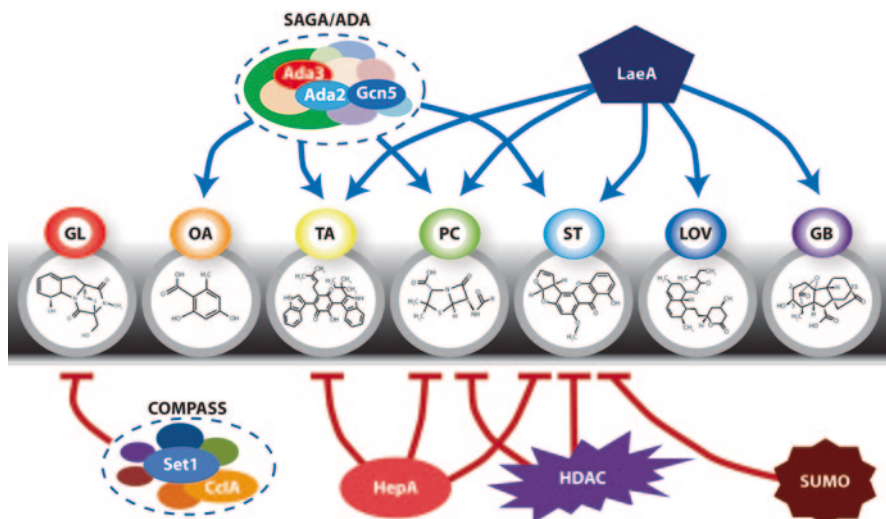 SAGA/ADA
Ada3
Ada2 Gcn5
LaeA
GL OA TA PC ST LOV GB
COMPASS
Set1
CclA
HepA
HDAC
SUMO